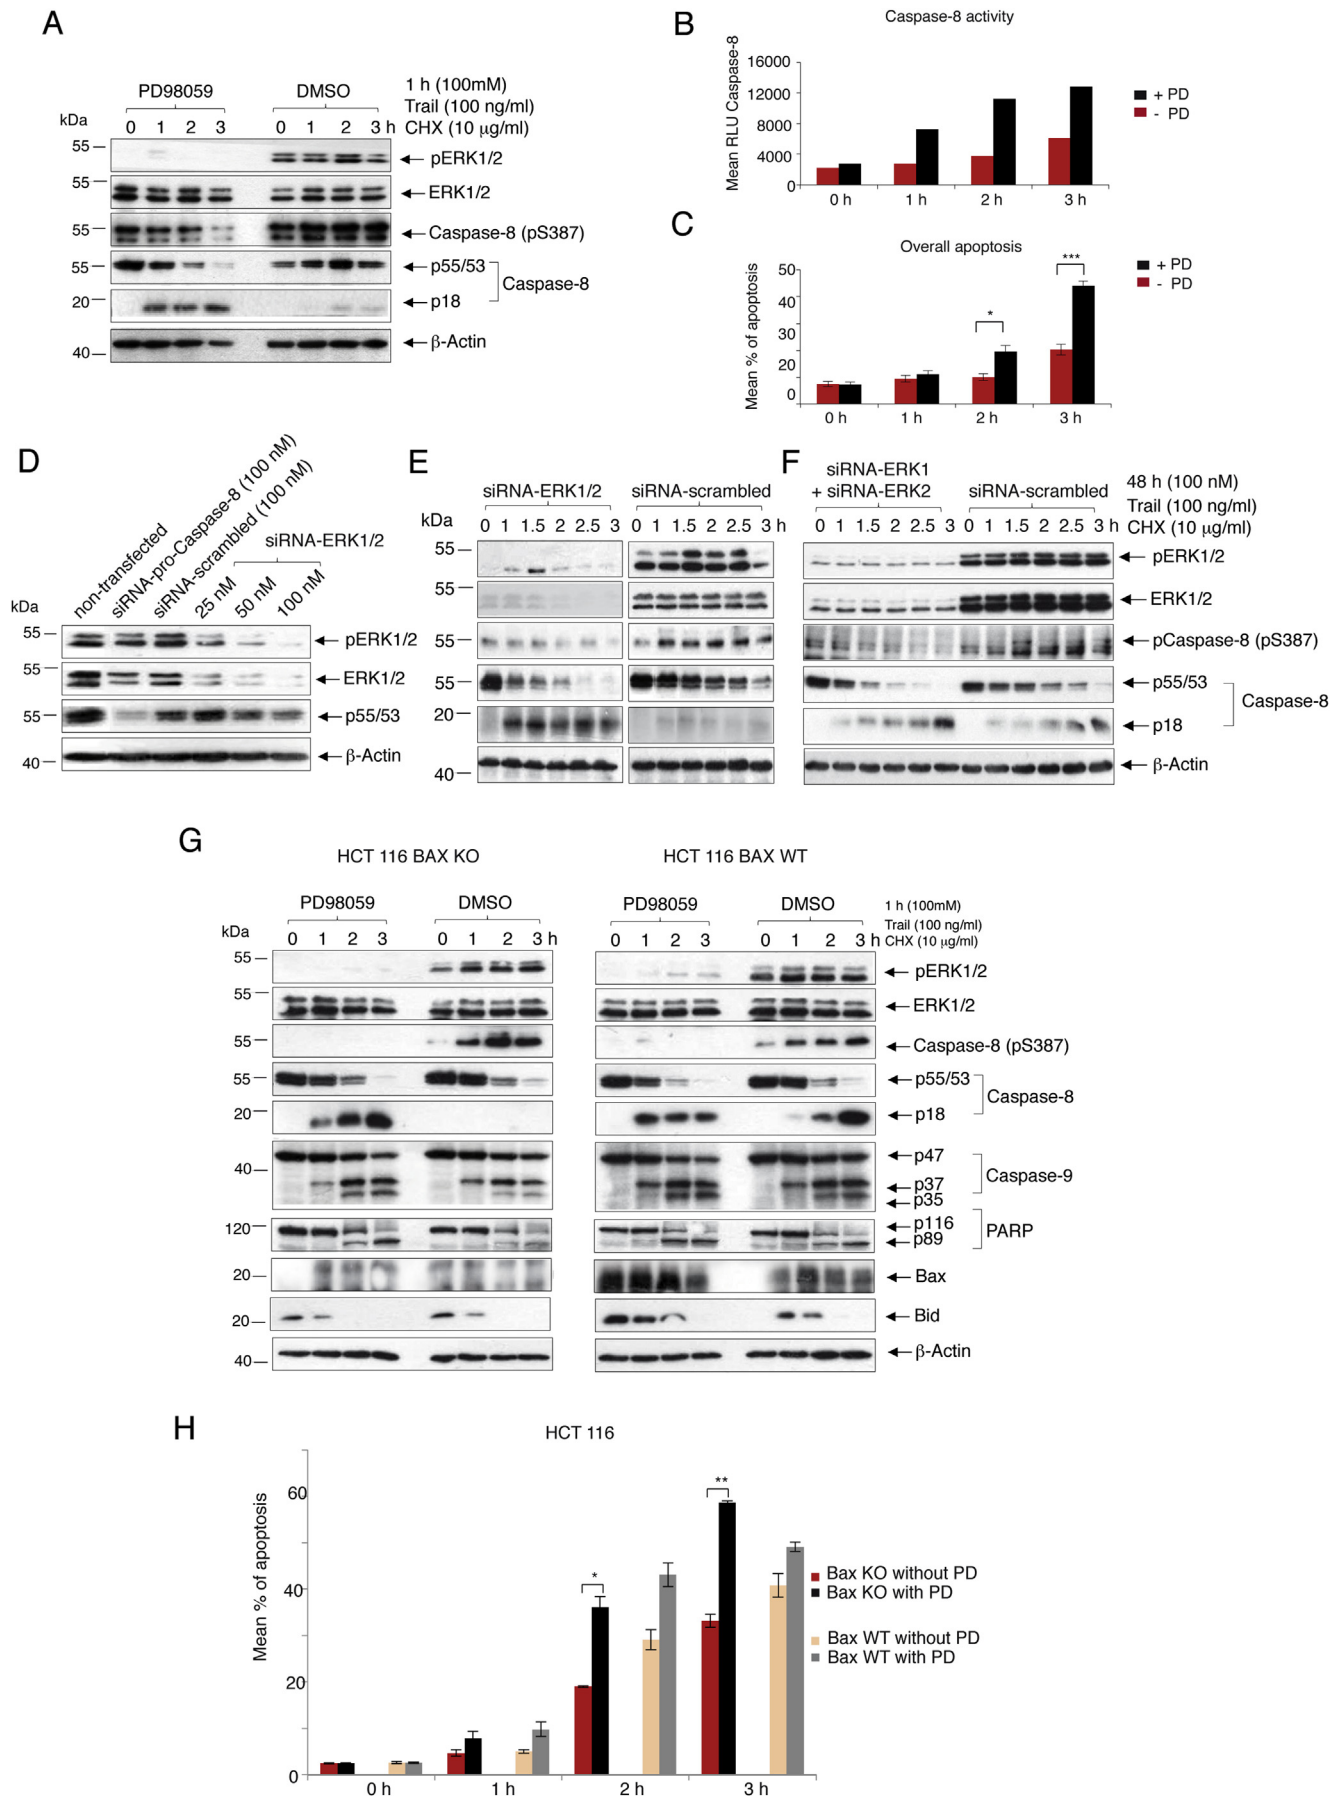 A
PD98059 DMSO
1 h (100mM)
Trail (100 ng/ml)
CHX (10 μg/ml)
kDa
0 1 2 3 0 1 2 3 h
55 pERK1/2
55 ERK1/2
55 Caspase-8 (pS387)
55 p55/53
Caspase-8
20 p18
40 β-Actin
B
Caspase-8 activity
Mean RLU Caspase-8
16000
12000
8000
4000
0
0 h 1 h 2 h 3 h
+ PD
- PD
C
Overall apoptosis
Mean % of apoptosis
50
40
30
20
0
* ***
0 h 1 h 2 h 3 h
+ PD
- PD
D
non-transfected
siRNA-pro-Caspase-8 (100 nM)
siRNA-scrambled (100 nM)
siRNA-ERK1/2
25 nM
50 nM
100 nM
kDa
55 pERK1/2
55 ERK1/2
55 p55/53
40 β-Actin
E
siRNA-ERK1/2 siRNA-scrambled
kDa
0 1 1.5 2 2.5 3 0 1 1.5 2 2.5 3 h
55
55
55
55
20
40
F
siRNA-ERK1
+ siRNA-ERK2 siRNA-scrambled
48 h (100 nM)
Trail (100 ng/ml)
CHX (10 μg/ml)
0 1 1.5 2 2.5 3 0 1 1.5 2 2.5 3 h
pERK1/2
ERK1/2
pCaspase-8 (pS387)
p55/53
Caspase-8
p18
β-Actin
G
HCT 116 BAX KO HCT 116 BAX WT
PD98059 DMSO PD98059 DMSO
1 h (100mM)
Trail (100 ng/ml)
CHX (10 μg/ml)
kDa
0 1 2 3 0 1 2 3 h 0 1 2 3 0 1 2 3 h
55 pERK1/2
55 ERK1/2
55 Caspase-8 (pS387)
55 p55/53
Caspase-8
20 p18
p47
40 Caspase-9
p37
p35
120 p116
PARP
p89
20 Bax
20 Bid
40 β-Actin
H
HCT 116
Mean % of apoptosis
60
40
20
0
* **
0 h 1 h 2 h 3 h
Bax KO without PD
Bax KO with PD
Bax WT without PD
Bax WT with PD